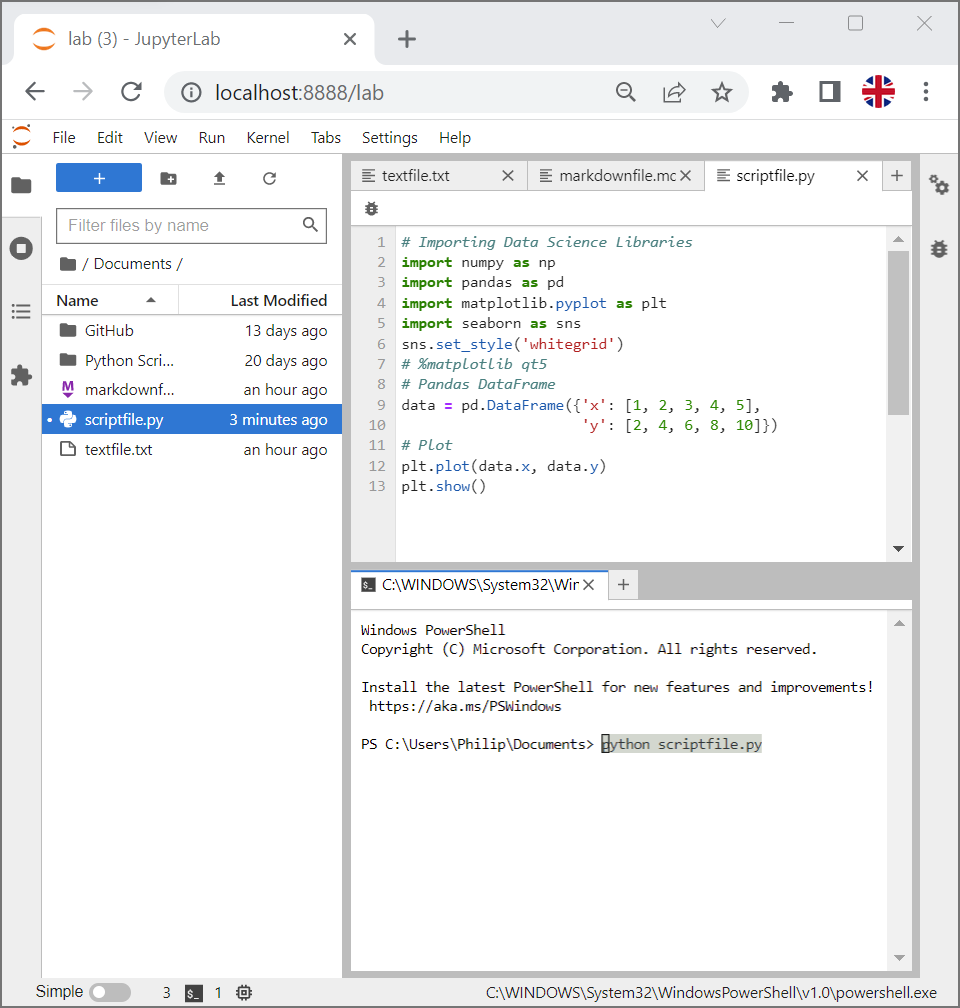 lab (3) - JupyterLab
localhost:8888/lab
File Edit View Run Kernel Tabs Settings Help
+
Filter files by name
/ Documents /
Name Last Modified
GitHub 13 days ago
Python Scri... 20 days ago
markdownf... an hour ago
scriptfile.py 3 minutes ago
textfile.txt an hour ago
textfile.txt markdownfile.mc scriptfile.py
1 # Importing Data Science Libraries
2 import numpy as np
3 import pandas as pd
4 import matplotlib.pyplot as plt
5 import seaborn as sns
6 sns.set_style('whitegrid')
7 # %matplotlib qt5
8 # Pandas DataFrame
9 data = pd.DataFrame({'x': [1, 2, 3, 4, 5],
10 'y': [2, 4, 6, 8, 10]})
11 # Plot
12 plt.plot(data.x, data.y)
13 plt.show()
C:\WINDOWS\System32\Wir
Windows PowerShell
Copyright (C) Microsoft Corporation. All rights reserved.
Install the latest PowerShell for new features and improvements!
https://aka.ms/PSWindows
PS C:\Users\Philip\Documents> python scriptfile.py
Simple 3 1 C:\WINDOWS\System32\WindowsPowerShell\v1.0\powershell.exe